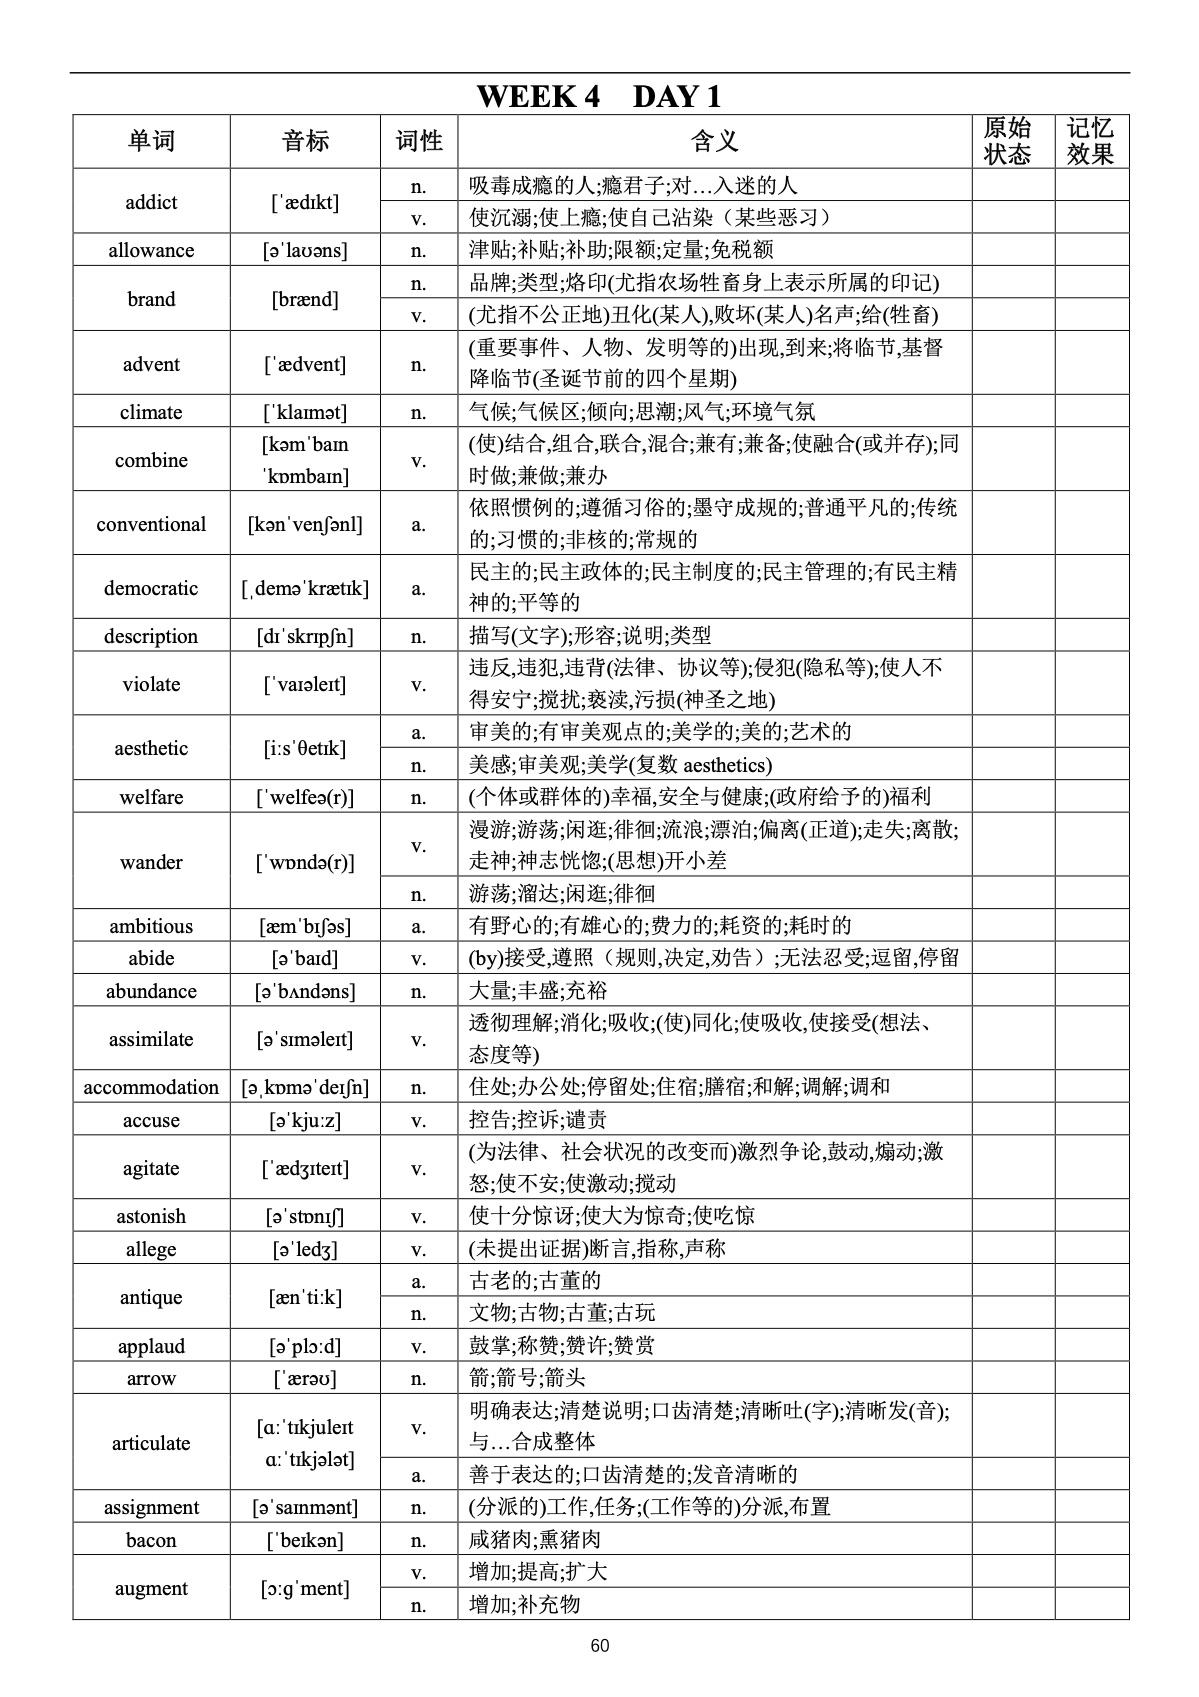 WEEK 4 DAY 1
单词 音标 词性 含义 原始状态 记忆效果
addict [ˈædɪkt] n. 吸毒成瘾的人;瘾君子;对…入迷的人
v. 使沉溺;使上瘾;使自己沾染（某些恶习）
allowance [əˈlaʊəns] n. 津贴;补贴;补助;限额;定量;免税额
brand [brænd] n. 品牌;类型;烙印(尤指农场牲畜身上表示所属的印记)
v. (尤指不公正地)丑化(某人),败坏(某人)名声;给(牲畜)
advent [ˈædvent] n. (重要事件、人物、发明等的)出现,到来;将临节,基督
降临节(圣诞节前的四个星期)
climate [ˈklaɪmət] n. 气候;气候区;倾向;思潮;风气;环境气氛
combine [kəmˈbaɪn ˈkɒmbaɪn] v. (使)结合,组合,联合,混合;兼有;兼备;使融合(或并存);同
时做;兼做;兼办
conventional [kənˈvenʃənl] a. 依照惯例的;遵循习俗的;墨守成规的;普通平凡的;传统
的;习惯的;非核的;常规的
democratic [ˌdeməˈkrætɪk] a. 民主的;民主政体的;民主制度的;民主管理的;有民主精
神的;平等的
description [dɪˈskrɪpʃn] n. 描写(文字);形容;说明;类型
violate [ˈvaɪəleɪt] v. 违反,违犯,违背(法律、协议等);侵犯(隐私等);使人不
得安宁;搅扰;亵渎,污损(神圣之地)
aesthetic [iːsˈθetɪk] a. 审美的;有审美观点的;美学的;美的;艺术的
n. 美感;审美观;美学(复数 aesthetics)
welfare [ˈwelfeə(r)] n. (个体或群体的)幸福,安全与健康;(政府给予的)福利
wander [ˈwɒndə(r)] v. 漫游;游荡;闲逛;徘徊;流浪;漂泊;偏离(正道);走失;离散;
走神;神志恍惚;(思想)开小差
n. 游荡;溜达;闲逛;徘徊
ambitious [æmˈbɪʃəs] a. 有野心的;有雄心的;费力的;耗资的;耗时的
abide [əˈbaɪd] v. (by)接受,遵照（规则,决定,劝告）;无法忍受;逗留,停留
abundance [əˈbʌndəns] n. 大量;丰盛;充裕
assimilate [əˈsɪməleɪt] v. 透彻理解;消化;吸收;(使)同化;使吸收,使接受(想法、
态度等)
accommodation [əˌkɒməˈdeɪʃn] n. 住处;办公处;停留处;住宿;膳宿;和解;调解;调和
accuse [əˈkjuːz] v. 控告;控诉;谴责
agitate [ˈædʒɪteɪt] v. (为法律、社会状况的改变而)激烈争论,鼓动,煽动;激
怒;使不安;使激动;搅动
astonish [əˈstɒnɪʃ] v. 使十分惊讶;使大为惊奇;使吃惊
allege [əˈledʒ] v. (未提出证据)断言,指称,声称
antique [ænˈtiːk] a. 古老的;古董的
n. 文物;古物;古董;古玩
applaud [əˈplɔːd] v. 鼓掌;称赞;赞许;赞赏
arrow [ˈærəʊ] n. 箭;箭号;箭头
articulate [ɑːˈtɪkjuleɪt ɑːˈtɪkjələt] v. 明确表达;清楚说明;口齿清楚;清晰吐(字);清晰发(音);
与…合成整体
a. 善于表达的;口齿清楚的;发音清晰的
assignment [əˈsaɪnmənt] n. (分派的)工作,任务;(工作等的)分派,布置
bacon [ˈbeɪkən] n. 咸猪肉;熏猪肉
augment [ɔːɡˈment] v. 增加;提高;扩大
n. 增加;补充物
60